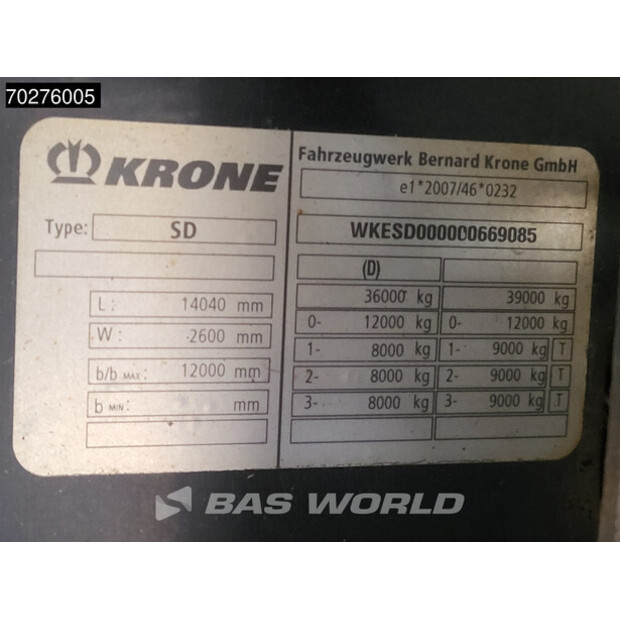 70276005
KRONE
Fahrzeugwerk Bernard Krone GmbH
e1*2007/46*0232
Type: SD
WKESD000000669085
(D)
L: 14040 mm
W: 2600 mm
b/b MAX: 12000 mm
b MIN: mm
36000 kg 39000 kg
0- 12000 kg 0- 12000 kg
1- 8000 kg 1- 9000 kg T
2- 8000 kg 2- 9000 kg T
3- 8000 kg 3- 9000 kg T
BAS WORLD